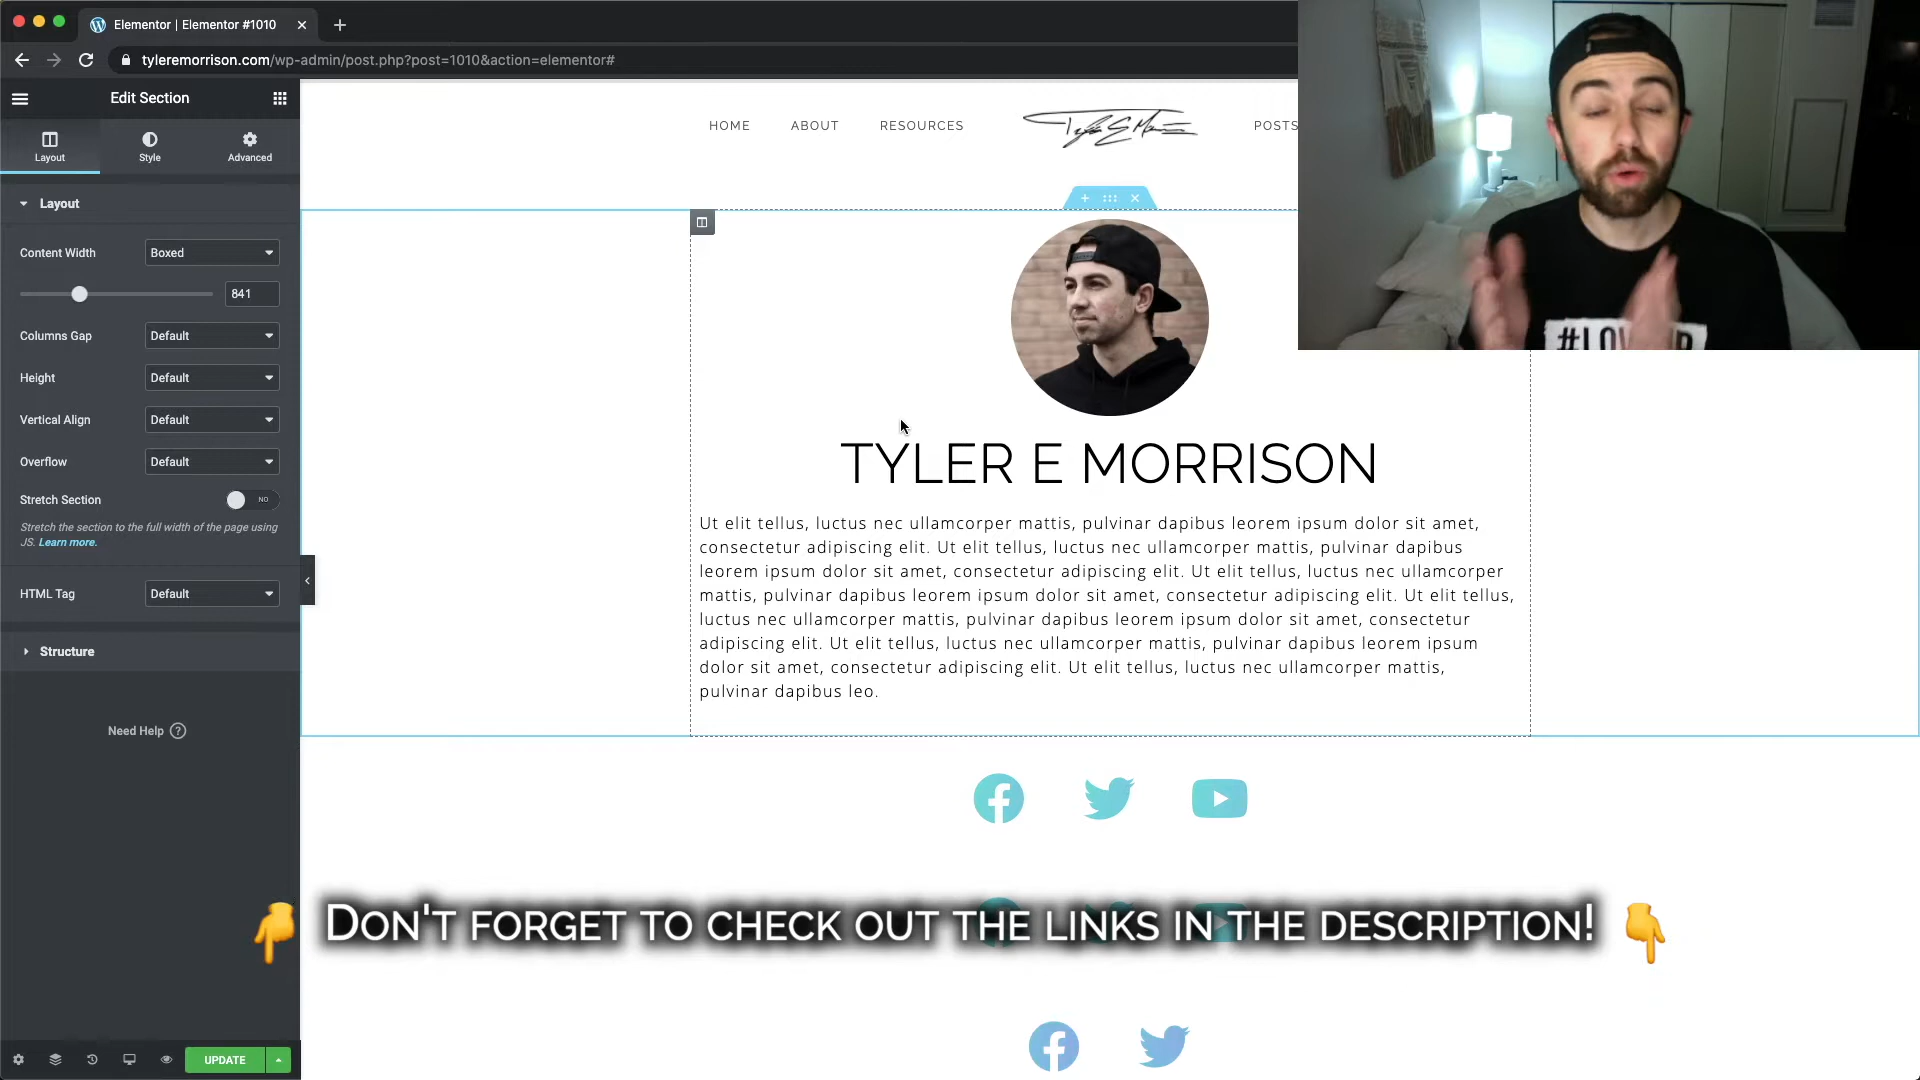 Elementor | Elementor #1010
tyleremorrison.com/wp-admin/post.php?post=1010&action=elementor#
Edit Section
Layout
Style
Advanced
Layout
Content Width
Boxed
841
Columns Gap
Default
Height
Default
Vertical Align
Default
Overflow
Default
Stretch Section
NO
Stretch the section to the full width of the page using
JS. Learn more.
HTML Tag
Default
Structure
Need Help
UPDATE
HOME
ABOUT
RESOURCES
POSTS
TYLER E MORRISON
Ut elit tellus, luctus nec ullamcorper mattis, pulvinar dapibus leorem ipsum dolor sit amet,
consectetur adipiscing elit. Ut elit tellus, luctus nec ullamcorper mattis, pulvinar dapibus
leorem ipsum dolor sit amet, consectetur adipiscing elit. Ut elit tellus, luctus nec ullamcorper
mattis, pulvinar dapibus leorem ipsum dolor sit amet, consectetur adipiscing elit. Ut elit tellus,
luctus nec ullamcorper mattis, pulvinar dapibus leorem ipsum dolor sit amet, consectetur
adipiscing elit. Ut elit tellus, luctus nec ullamcorper mattis, pulvinar dapibus leorem ipsum
dolor sit amet, consectetur adipiscing elit. Ut elit tellus, luctus nec ullamcorper mattis,
pulvinar dapibus leo.
Don't forget to check out the links in the description!